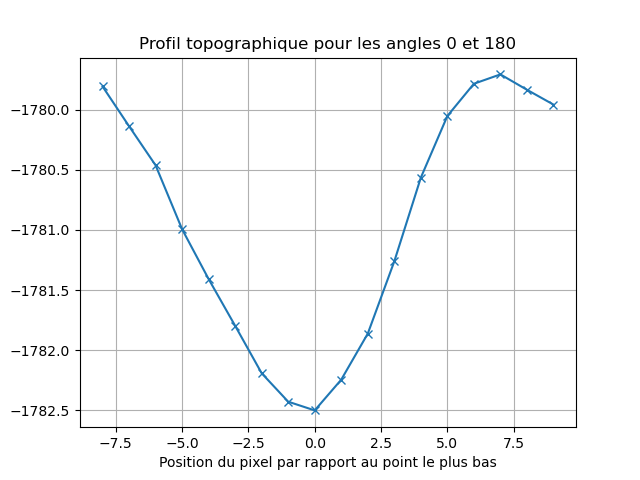 Profil topographique pour les angles 0 et 180
−1780.0
−1780.5
−1781.0
−1781.5
−1782.0
−1782.5
−7.5 −5.0 −2.5 0.0 2.5 5.0 7.5
Position du pixel par rapport au point le plus bas